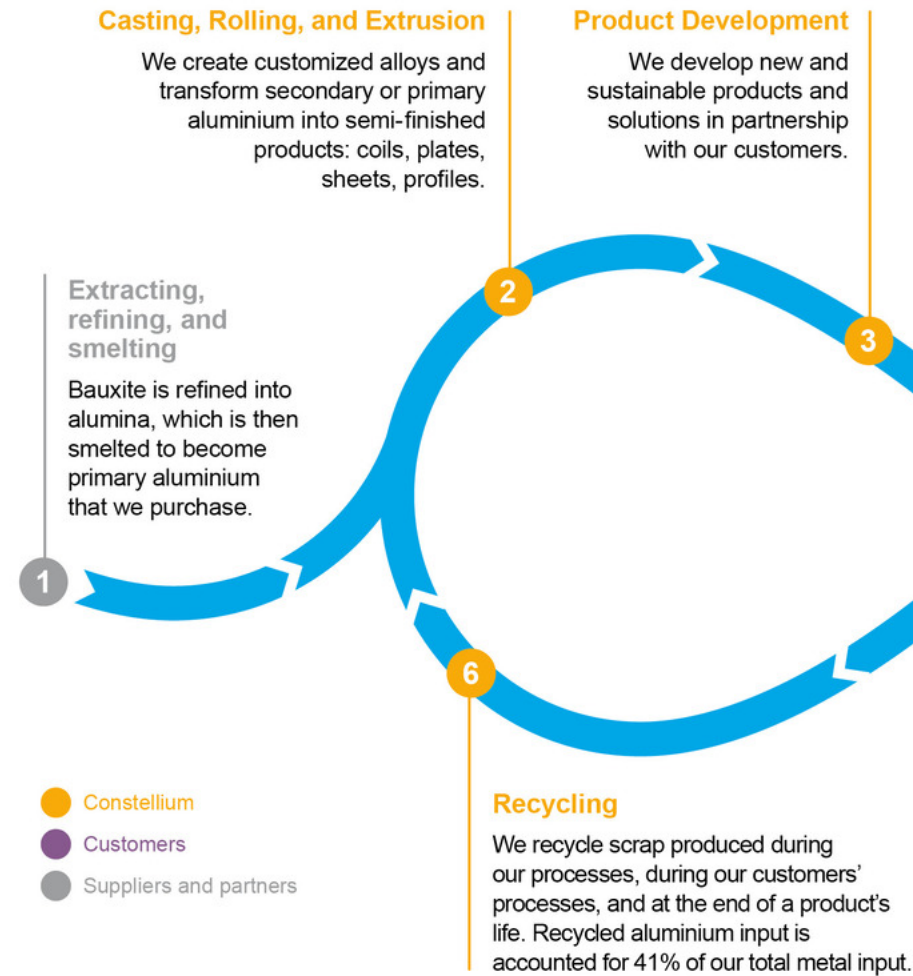 Casting, Rolling, and Extrusion
We create customized alloys and
transform secondary or primary
aluminium into semi-finished
products: coils, plates,
sheets, profiles.
Product Development
We develop new and
sustainable products and
solutions in partnership
with our customers.
Extracting,
refining, and
smelting
Bauxite is refined into
alumina, which is then
smelted to become
primary aluminium
that we purchase.
2
3
1
6
Constellium
Customers
Suppliers and partners
Recycling
We recycle scrap produced during
our processes, during our customers’
processes, and at the end of a product’s
life. Recycled aluminium input is
accounted for 41% of our total metal input.